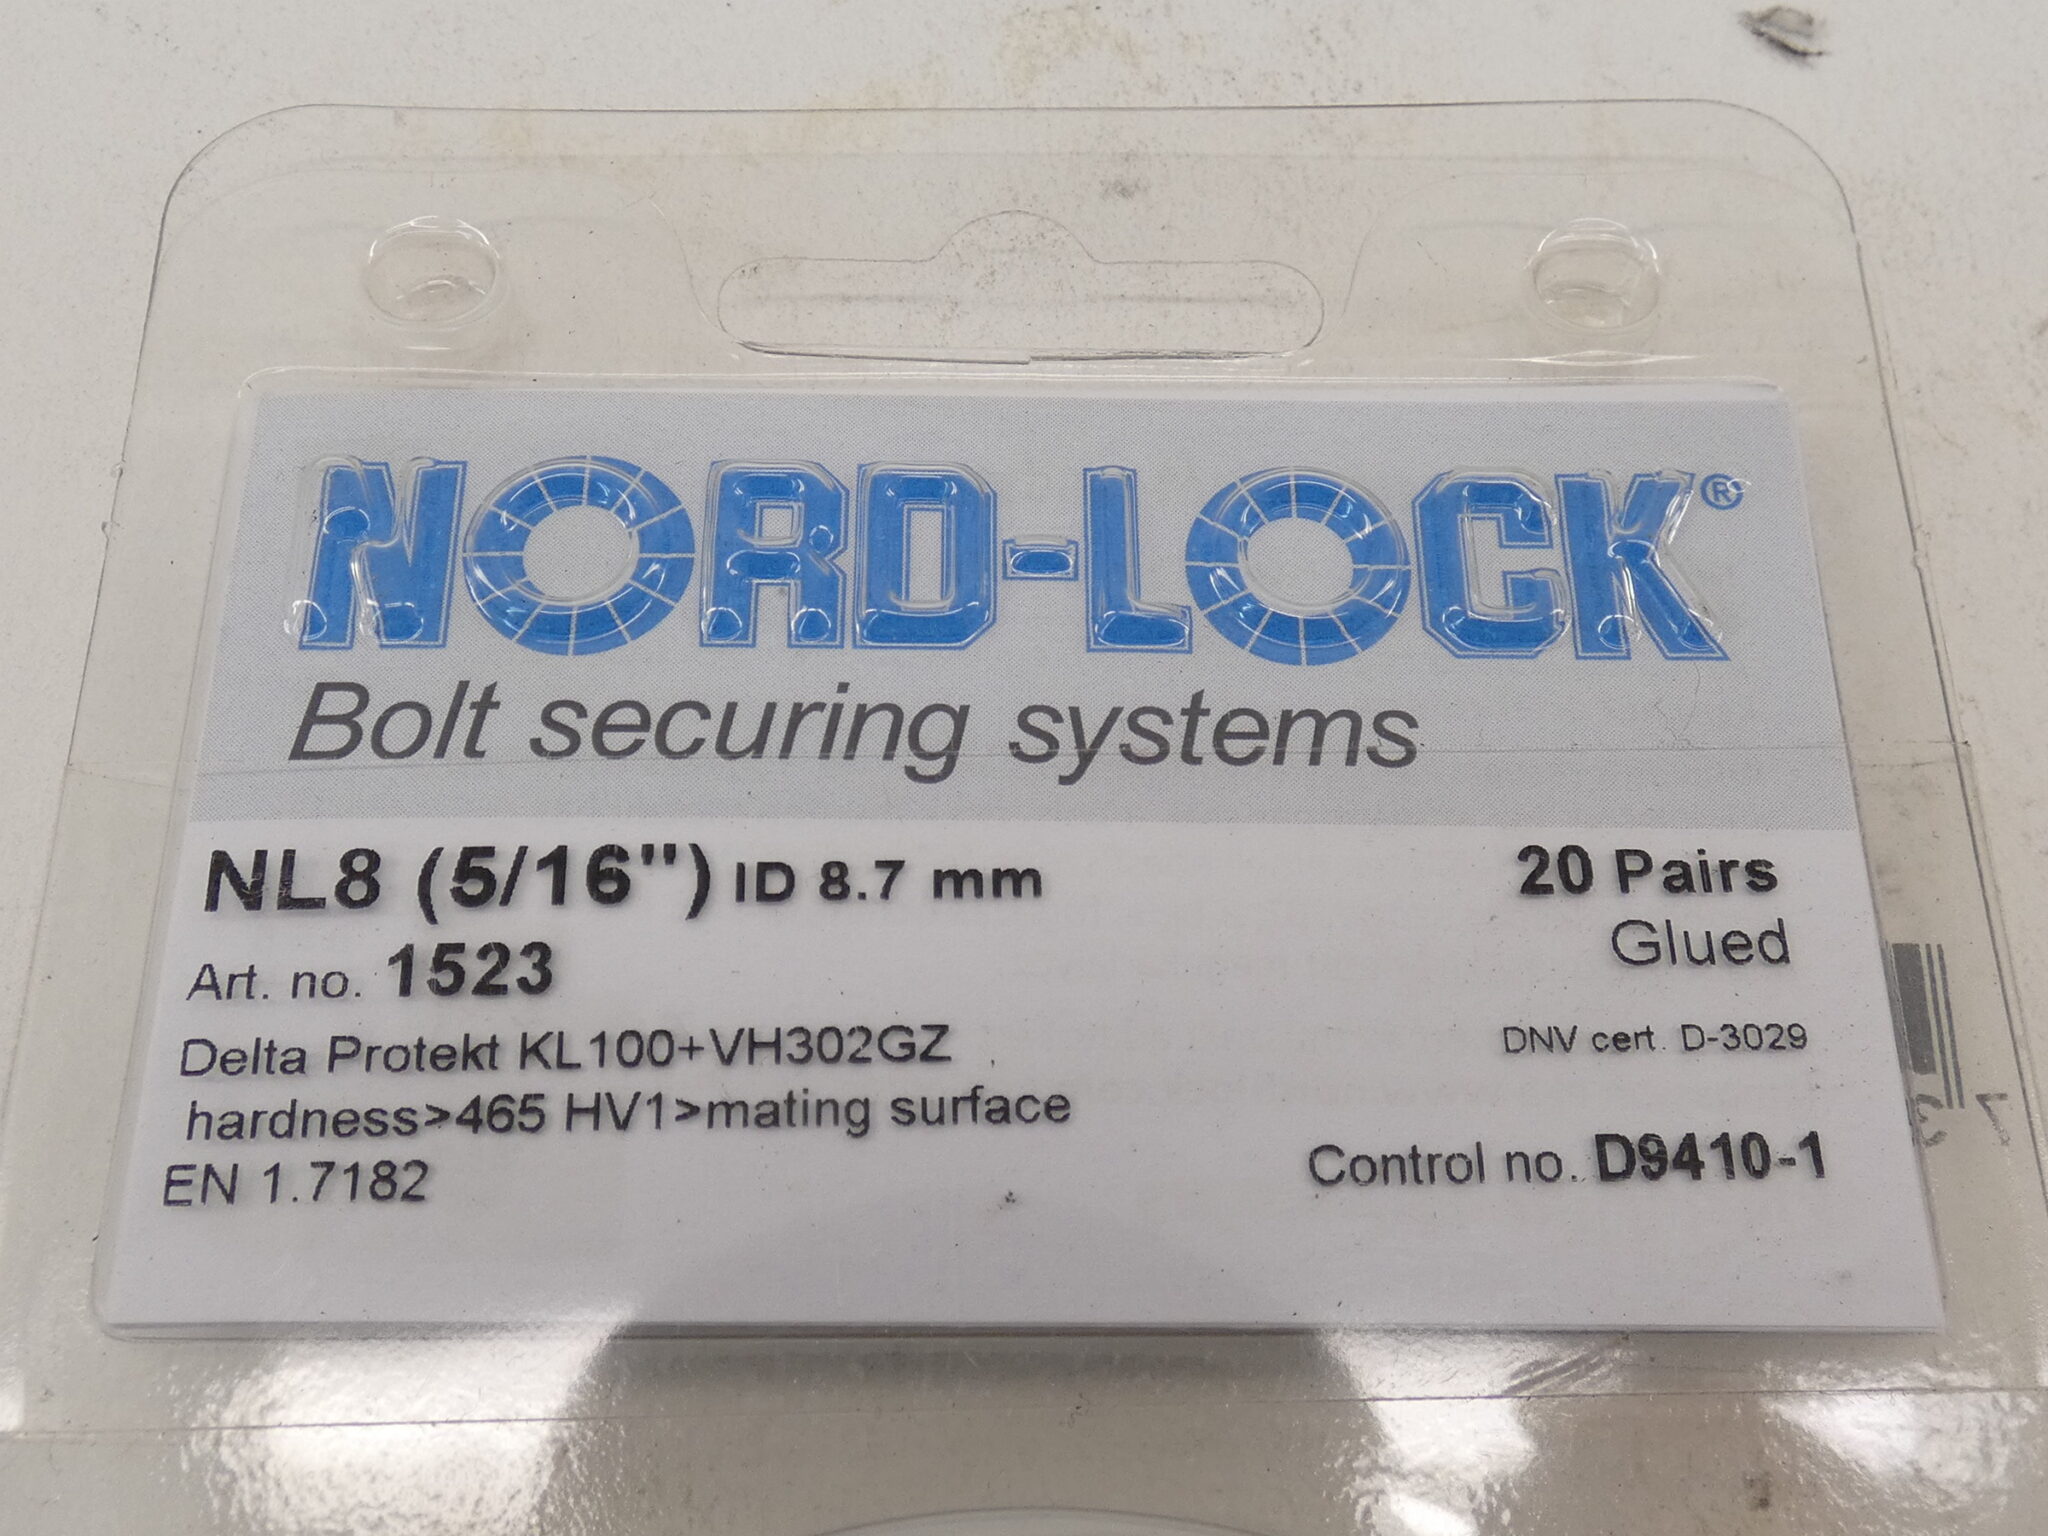 NORD-LOCK®
Bolt securing systems
NL8 (5/16") ID 8.7 mm
20 Pairs
Art. no. 1523
Glued
Delta Protekt KL100+VH302GZ
DNV cert. D-3029
hardness>465 HV1>mating surface
Control no. D9410-1
EN 1.7182